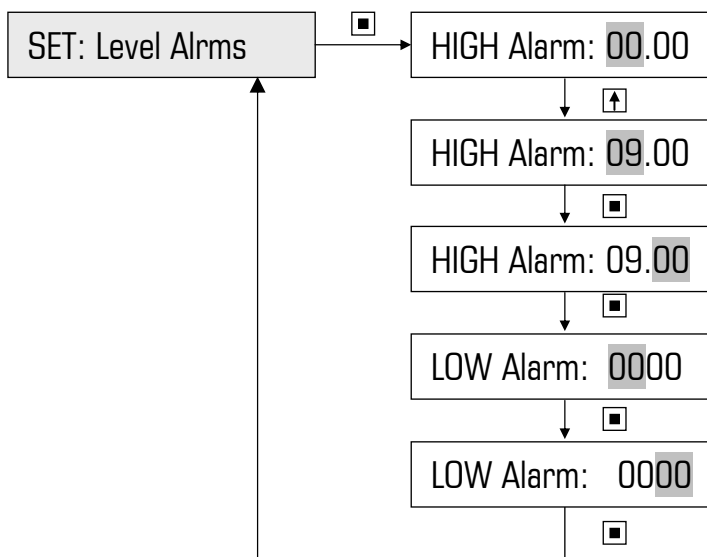 SET: Level Alrms
HIGH Alarm: 00.00
HIGH Alarm: 09.00
HIGH Alarm: 09.00
LOW Alarm: 0000
LOW Alarm: 0000